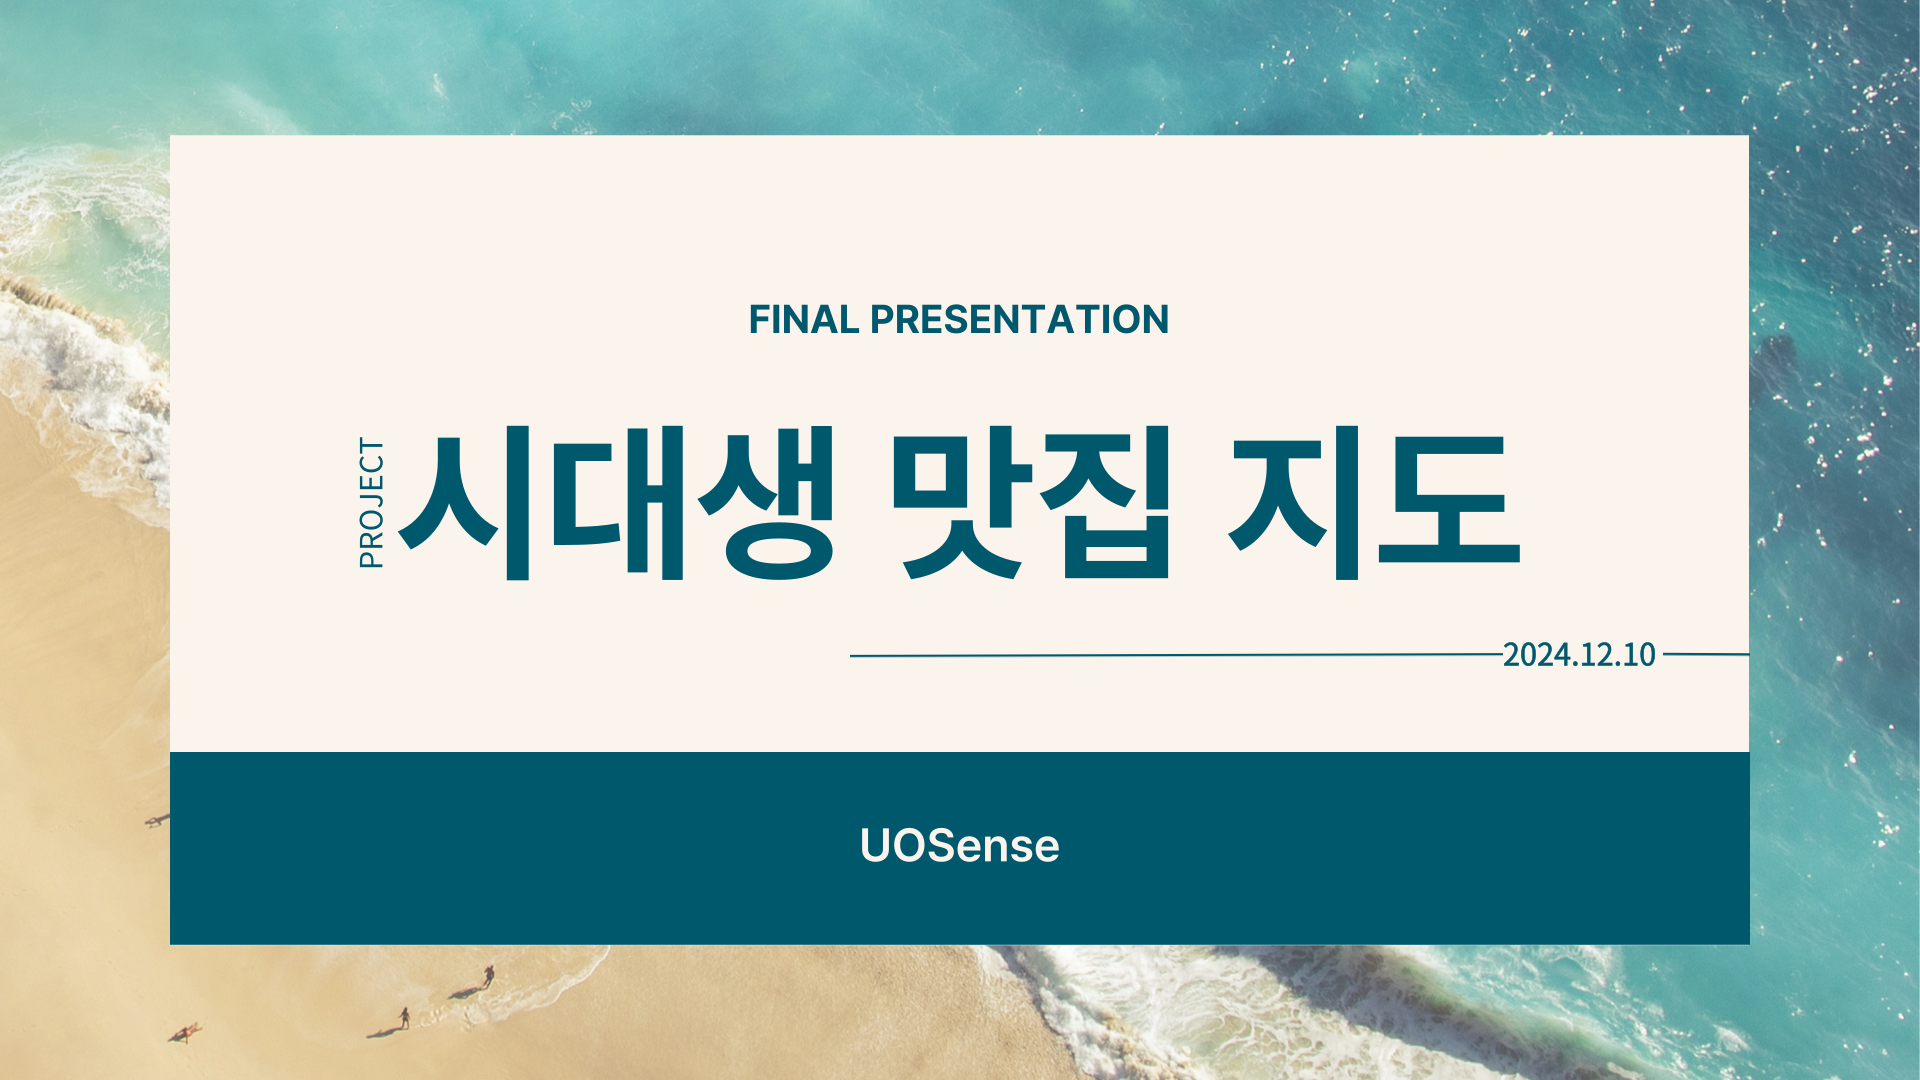 FINAL PRESENTATION
PROJECT
시대생 맛집 지도
2024.12.10
UOSense